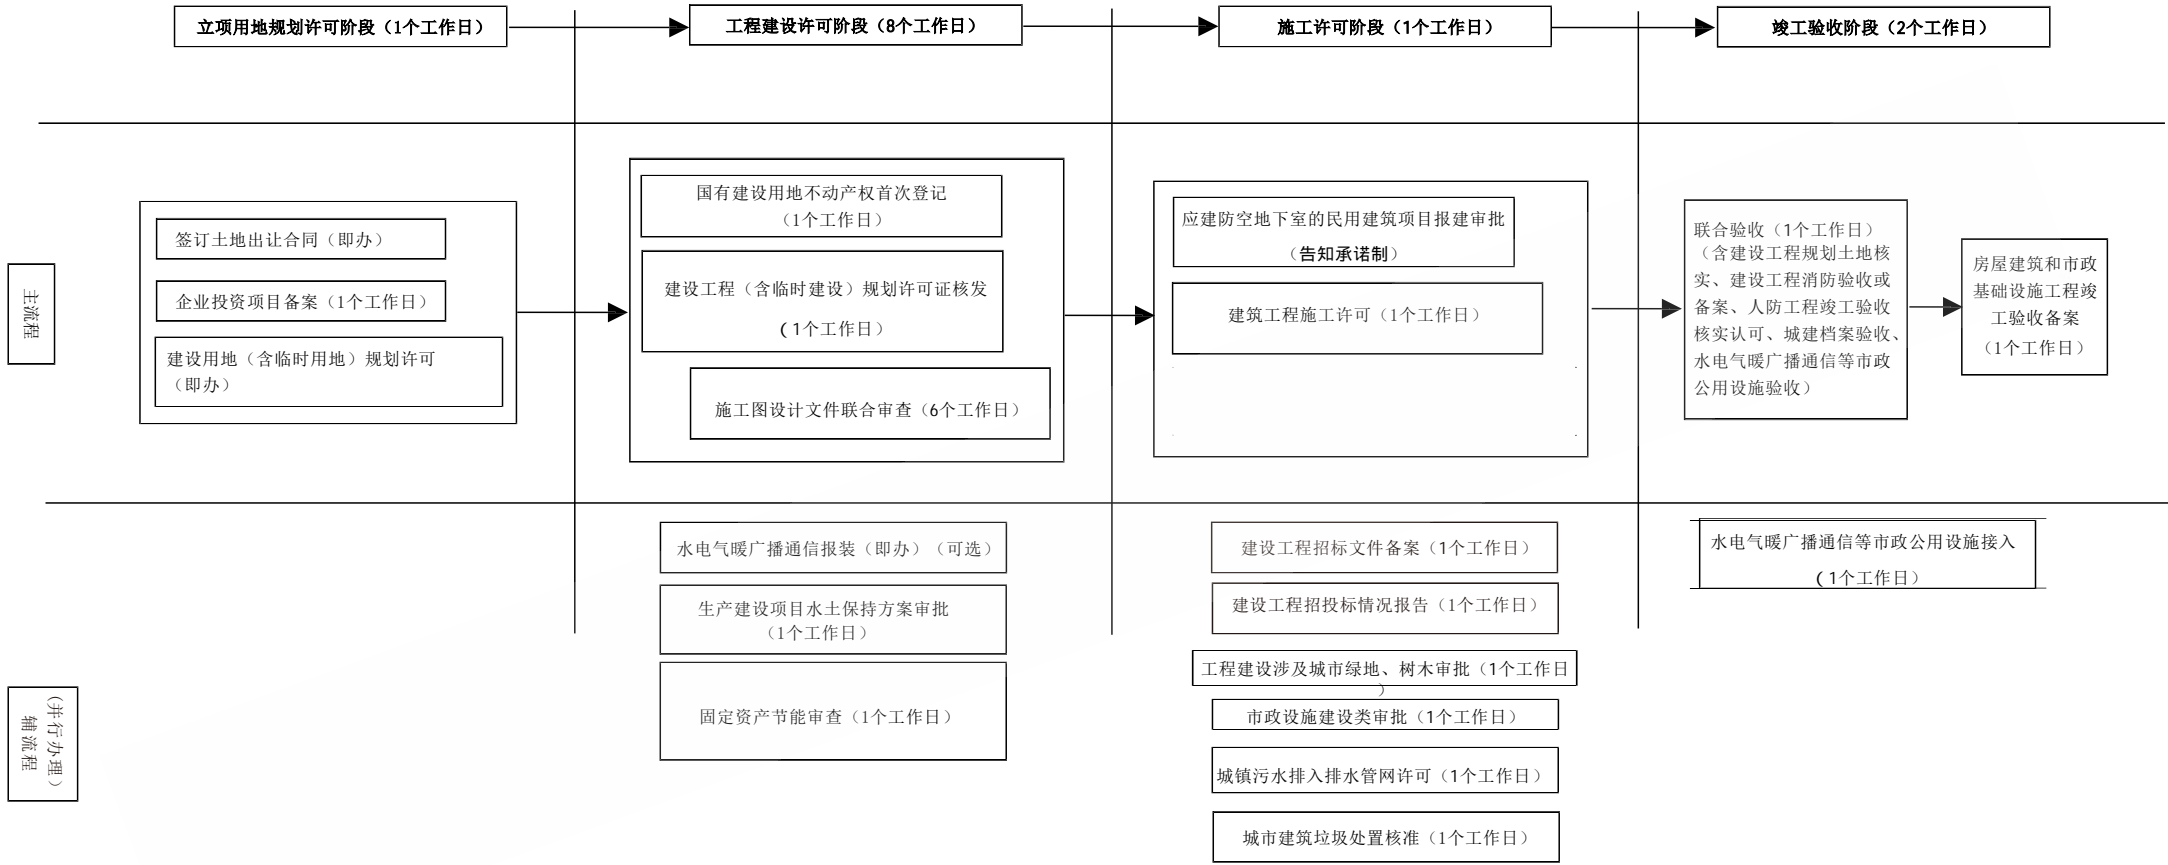 立项用地规划许可阶段（1个工作日）
工程建设许可阶段（8个工作日）
施工许可阶段（1个工作日）
竣工验收阶段（2个工作日）
主流程
签订土地出让合同（即办）
企业投资项目备案（1个工作日）
建设用地（含临时用地）规划许可
（即办）
国有建设用地不动产权首次登记
（1个工作日）
建设工程（含临时建设）规划许可证核发
（1个工作日）
施工图设计文件联合审查（6个工作日）
应建防空地下室的民用建筑项目报建审批
（告知承诺制）
建筑工程施工许可（1个工作日）
联合验收（1个工作日）
（含建设工程规划土地核
实、建设工程消防验收或
备案、人防工程竣工验收
核实认可、城建档案验收、
水电气暖广播通信等市政
公用设施验收）
房屋建筑和市政
基础设施工程竣
工验收备案
（1个工作日）
（并行办理）
辅流程
水电气暖广播通信报装（即办）（可选）
生产建设项目水土保持方案审批
（1个工作日）
固定资产节能审查（1个工作日）
建设工程招标文件备案（1个工作日）
建设工程招投标情况报告（1个工作日）
工程建设涉及城市绿地、树木审批（1个工作日
）
市政设施建设类审批（1个工作日）
城镇污水排入排水管网许可（1个工作日）
城市建筑垃圾处置核准（1个工作日）
水电气暖广播通信等市政公用设施接入
（1个工作日）